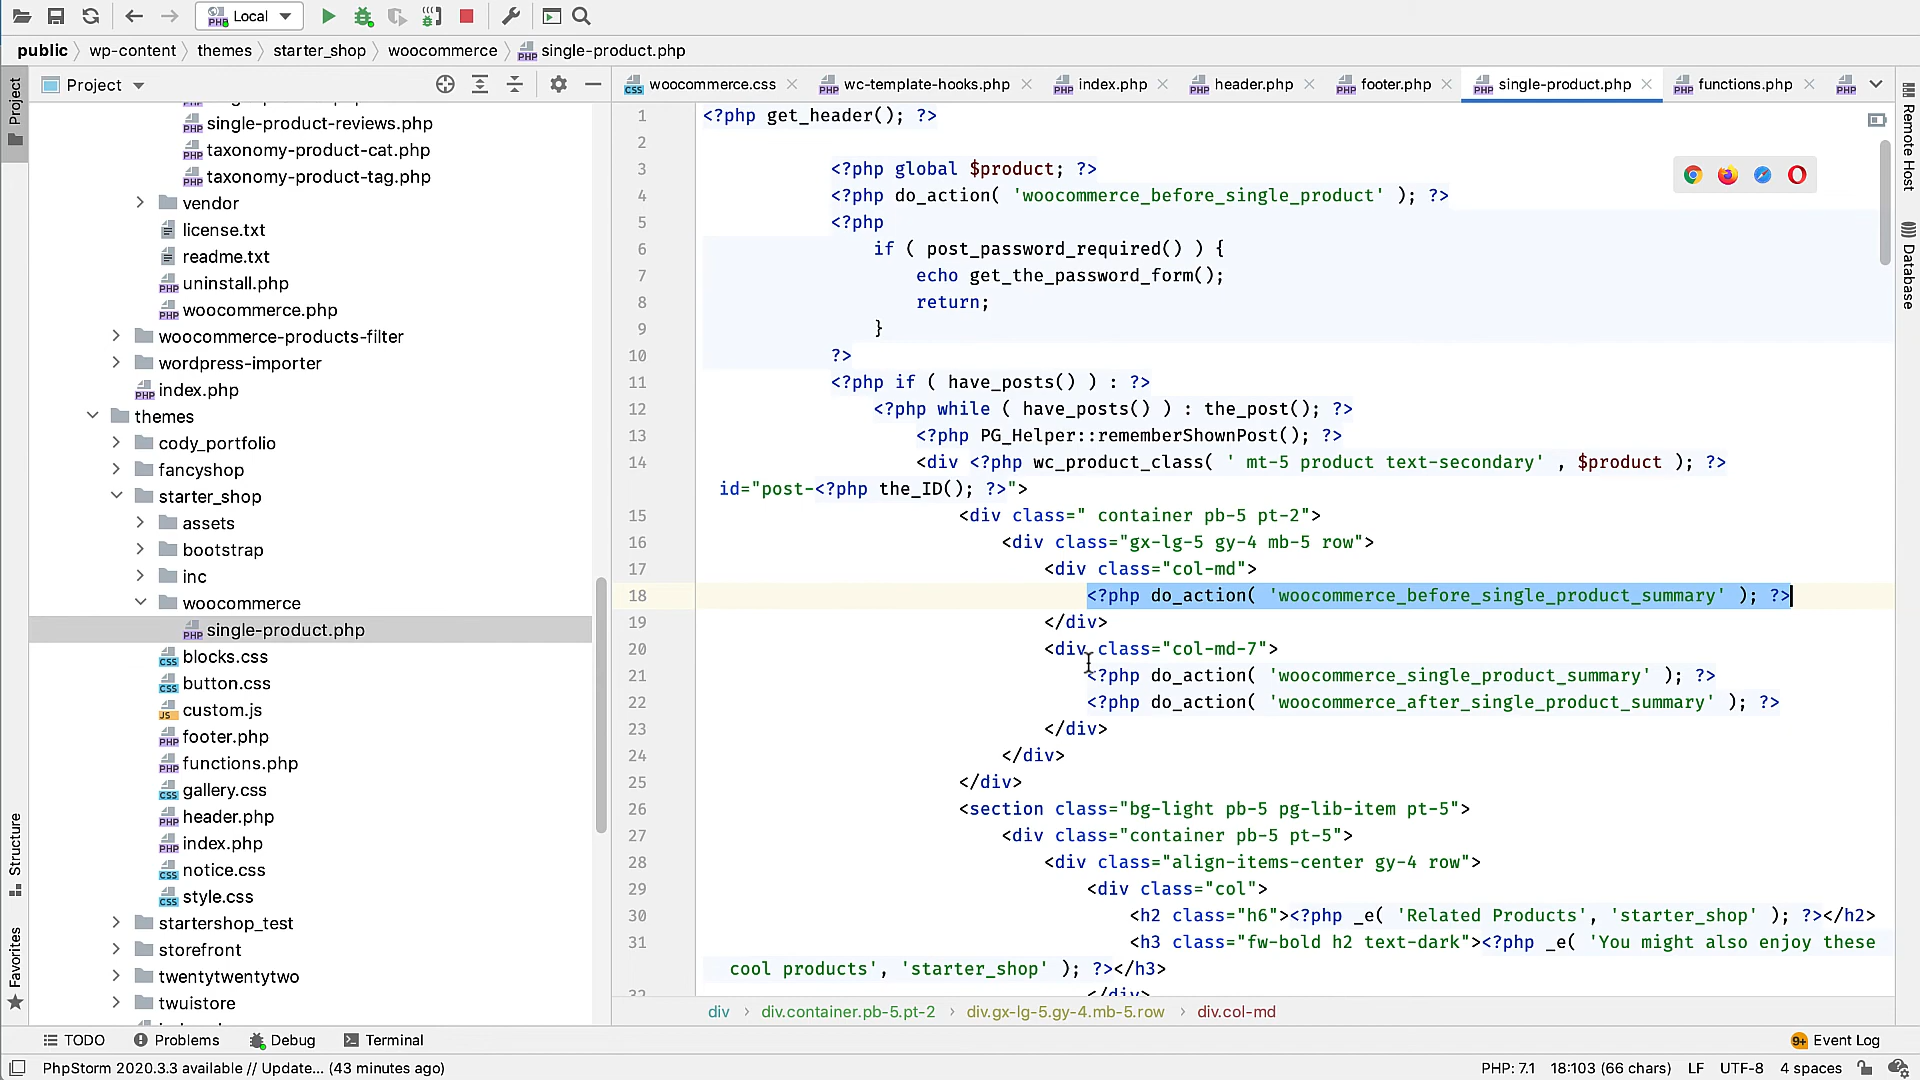 Local
public wp-content themes starter_shop woocommerce single-product.php
Project
woocommerce.css wc-template-hooks.php index.php header.php footer.php single-product.php functions.php
single-product-reviews.php
taxonomy-product-cat.php
taxonomy-product-tag.php
vendor
license.txt
readme.txt
uninstall.php
woocommerce.php
woocommerce-products-filter
wordpress-importer
index.php
themes
cody_portfolio
fancyshop
starter_shop
assets
bootstrap
inc
woocommerce
single-product.php
blocks.css
button.css
custom.js
footer.php
functions.php
gallery.css
header.php
index.php
notice.css
style.css
startershop_test
storefront
twentytwentytwo
twuistore
Project
Structure
Favorites
1 <?php get_header(); ?>
2
3 <?php global $product; ?>
4 <?php do_action( 'woocommerce_before_single_product' ); ?>
5 <?php
6 if ( post_password_required() ) {
7 echo get_the_password_form();
8 return;
9 }
10 ?>
11 <?php if ( have_posts() ) : ?>
12 <?php while ( have_posts() ) : the_post(); ?>
13 <?php PG_Helper::rememberShownPost(); ?>
14 <div <?php wc_product_class( ' mt-5 product text-secondary' , $product ); ?>
id="post-<?php the_ID(); ?>">
15 <div class=" container pb-5 pt-2">
16 <div class="gx-lg-5 gy-4 mb-5 row">
17 <div class="col-md">
18 <?php do_action( 'woocommerce_before_single_product_summary' ); ?>
19 </div>
20 <div class="col-md-7">
21 <?php do_action( 'woocommerce_single_product_summary' ); ?>
22 <?php do_action( 'woocommerce_after_single_product_summary' ); ?>
23 </div>
24 </div>
25 </div>
26 <section class="bg-light pb-5 pg-lib-item pt-5">
27 <div class="container pb-5 pt-5">
28 <div class="align-items-center gy-4 row">
29 <div class="col">
30 <h2 class="h6"><?php _e( 'Related Products', 'starter_shop' ); ?></h2>
31 <h3 class="fw-bold h2 text-dark"><?php _e( 'You might also enjoy these
cool products', 'starter_shop' ); ?></h3>
32 </div>
Remote Host
Database
div div.container.pb-5.pt-2 div.gx-lg-5.gy-4.mb-5.row div.col-md
TODO Problems Debug Terminal 9+ Event Log
PhpStorm 2020.3.3 available // Update... (43 minutes ago) PHP: 7.1 18:103 (66 chars) LF UTF-8 4 spaces